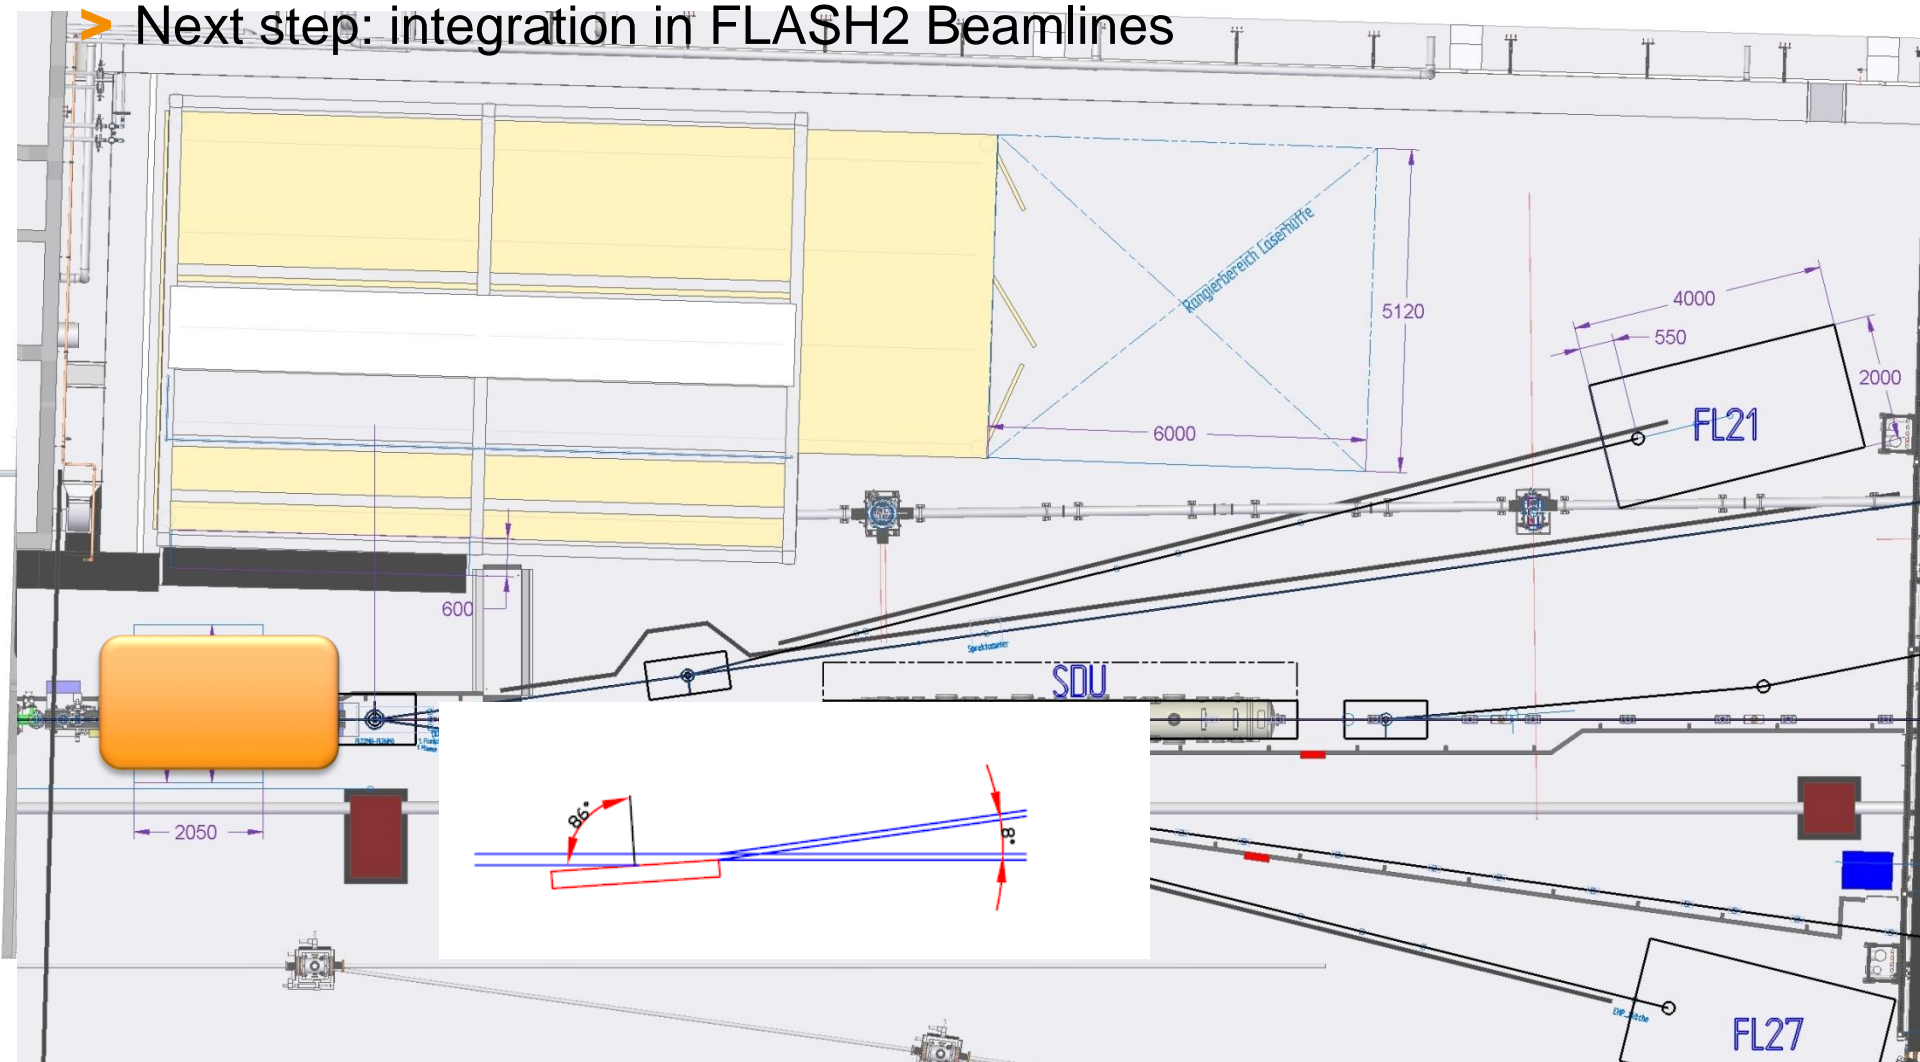 > Next step: integration in FLASH2 Beamlines
Rangierbereich Laserhütte
5120
6000
4000
550
2000
FL21
600
Spektometer
SDU
2050
86°
8°
FL27